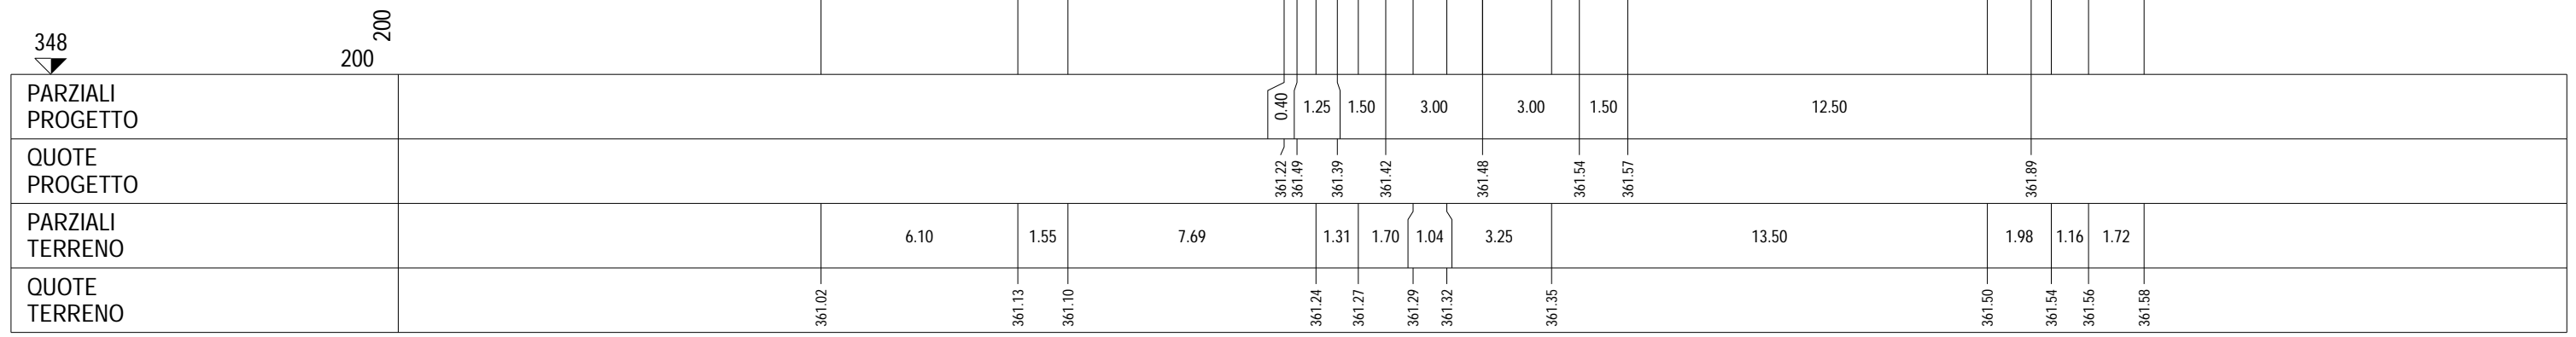 200
348
200
PARZIALI
PROGETTO
0.40 1.25 1.50 3.00 3.00 1.50 12.50
QUOTE
PROGETTO
361.22 361.49 361.39 361.42 361.48 361.54 361.57 361.89
PARZIALI
TERRENO
6.10 1.55 7.69 1.31 1.70 1.04 3.25 13.50 1.98 1.16 1.72
QUOTE
TERRENO
361.02 361.13 361.10 361.24 361.27 361.29 361.32 361.35 361.50 361.54 361.56 361.58